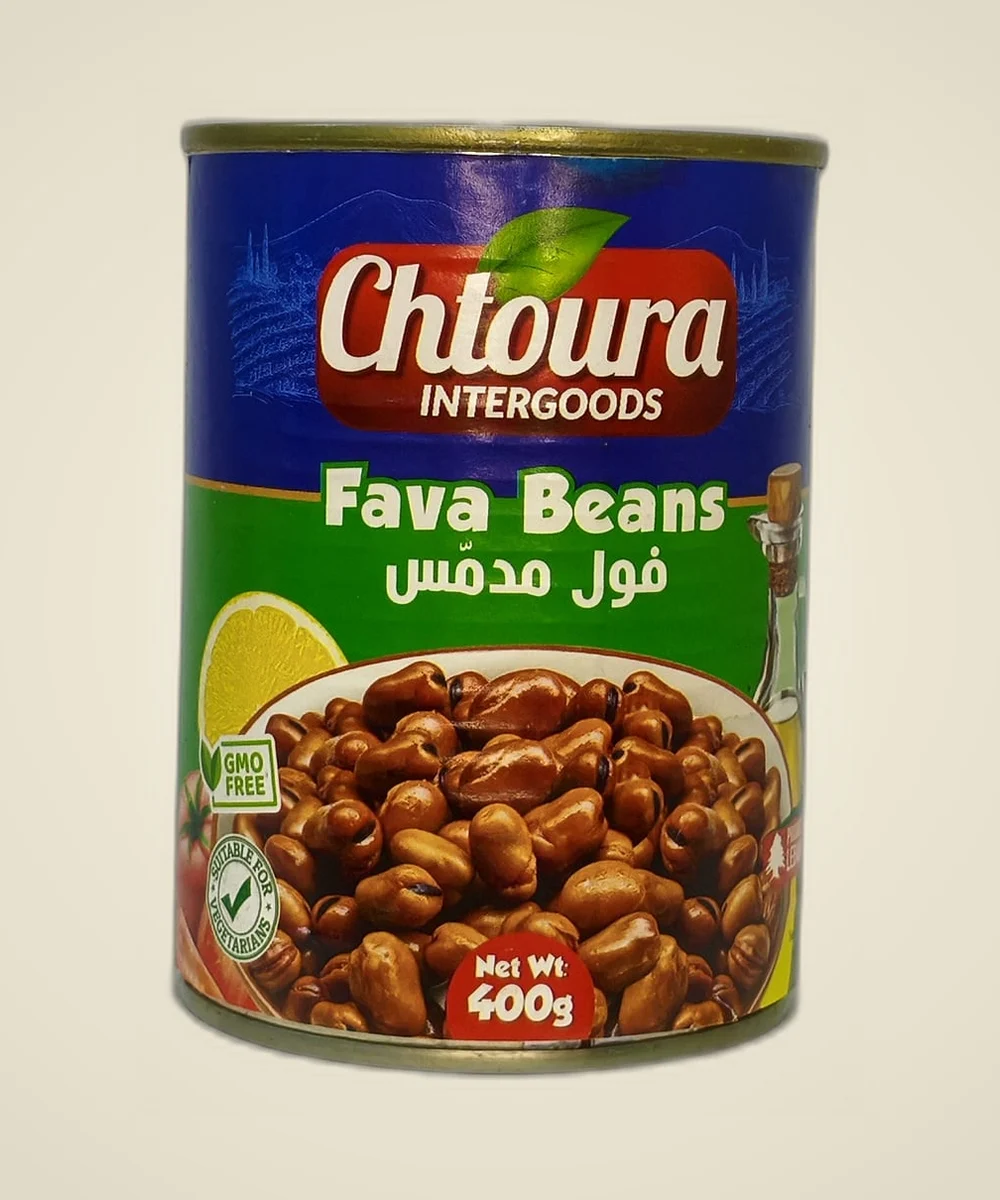 Chtoura
INTERGOODS
Fava Beans
فول مدمّس
GMO
FREE
SUITABLE FOR
VEGETARIANS
Net Wt:
400g